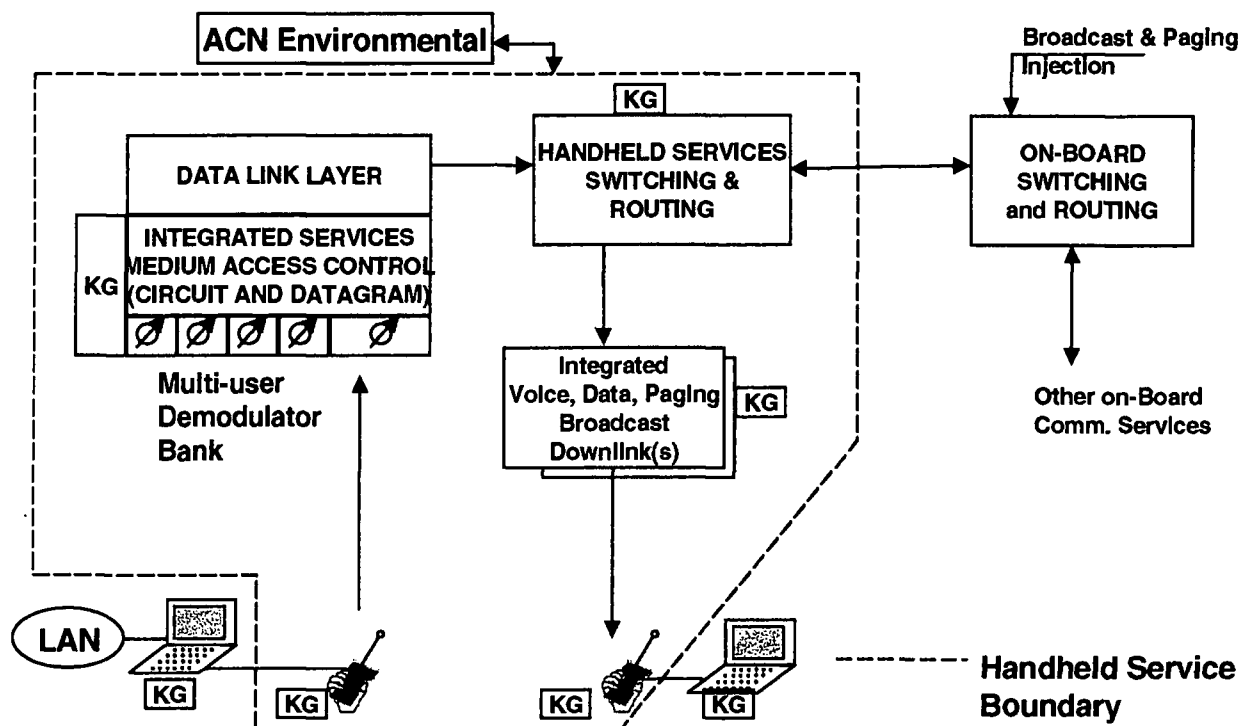 ACN Environmental
Broadcast & Paging
Injection
KG
DATA LINK LAYER
HANDHELD SERVICES
SWITCHING &
ROUTING
ON-BOARD
SWITCHING
and ROUTING
KG
INTEGRATED SERVICES
MEDIUM ACCESS CONTROL
(CIRCUIT AND DATAGRAM)
Multi-user
Demodulator
Bank
Integrated
Voice, Data, Paging
Broadcast
Downlink(s)
KG
Other on-Board
Comm. Services
LAN
KG
KG
KG
KG
Handheld Service
Boundary